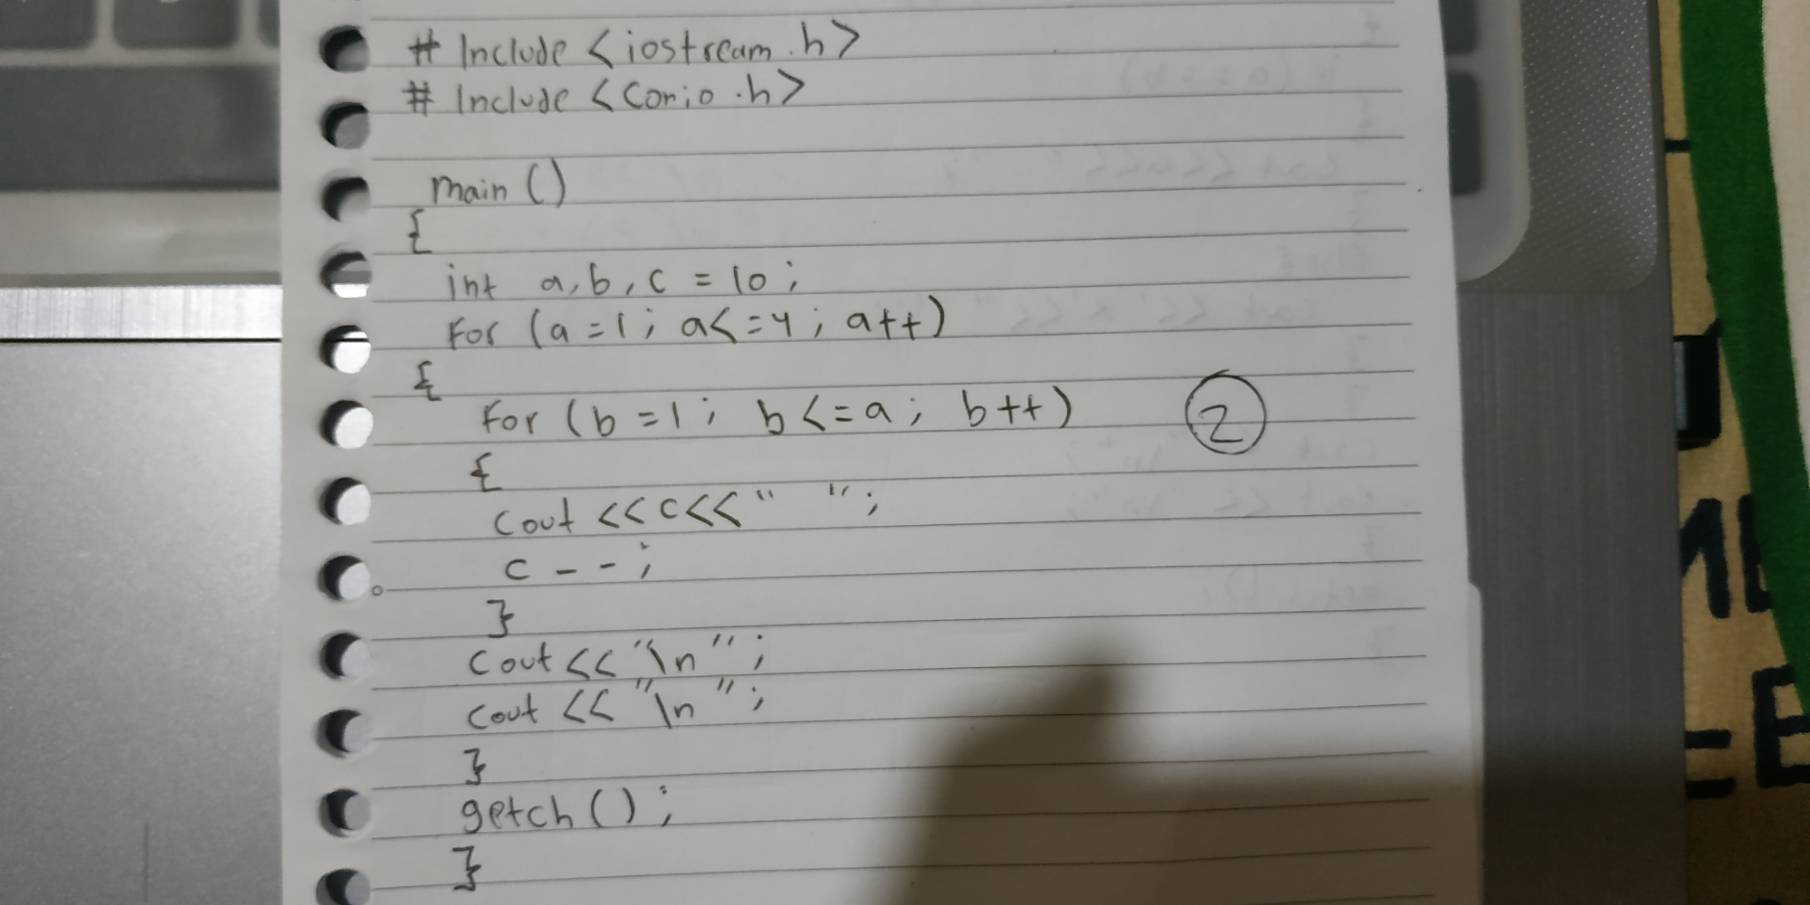 # Include <iostream.h>
# Include <conio.h>
main ()
{
int a, b, c = 10;
For (a=1; a<=4; a++)
{
For (b=1; b<=a; b++)
②
{
Cout <<c<<" ";
c--;
}
Cout << "\n";
Cout << "\n";
}
getch();
}